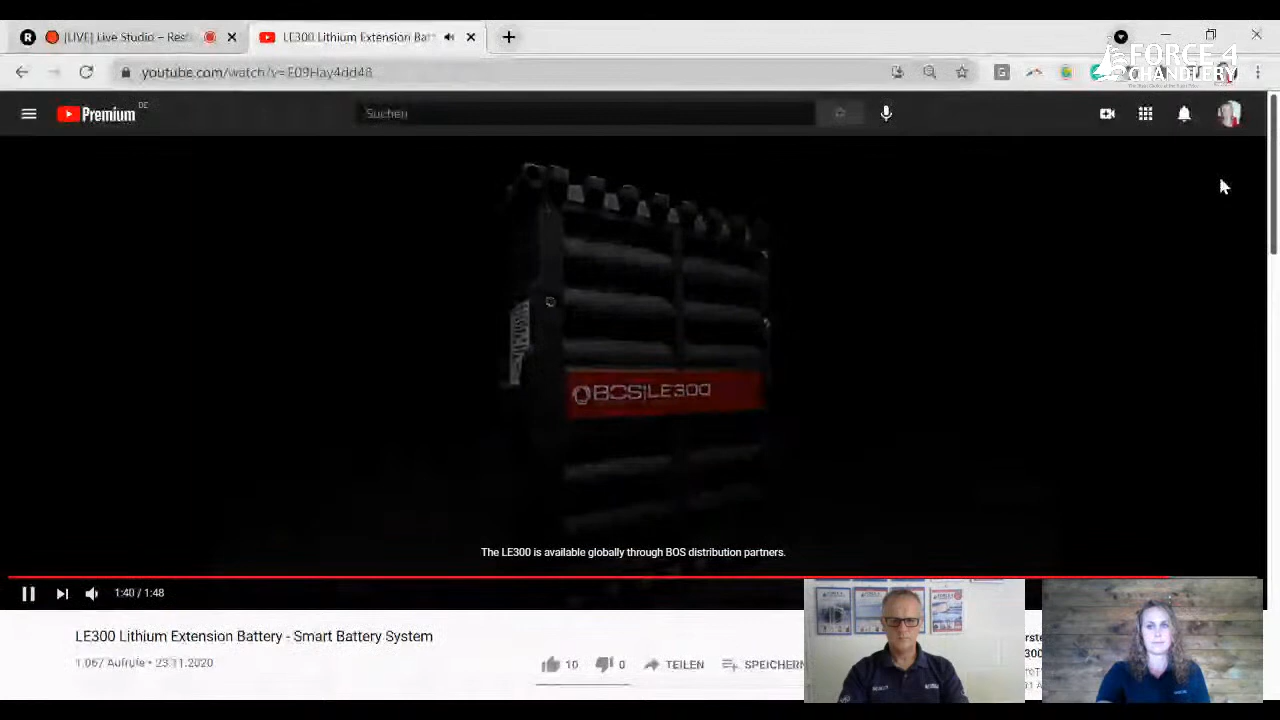 [LIVE] Live Studio – Rest
LE300 Lithium Extension Bat
FORCE 4
CHANDLERY
youtube.com/watch?v=E09Hay4dd48
Premium DE
Suchen
BOS|LE300
The LE300 is available globally through BOS distribution partners.
1:40 / 1:48
LE300 Lithium Extension Battery - Smart Battery System
1.067 Aufrufe • 23.11.2020
10
0
TEILEN
SPEICHERN